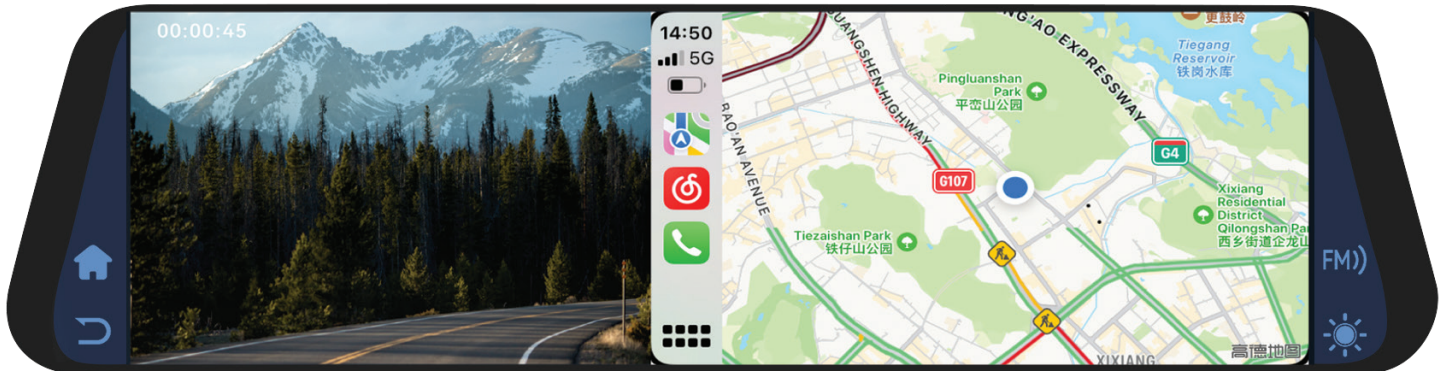 00:00:45
14:50
5G
GUANGSHEN HIGHWAY
NG'AO EXPRESSWAY
更鼓岭
Tiegang
Reservoir
铁岗水库
Pingluanshan
Park
平峦山公园
BAO'AN AVENUE
G4
G107
Xixiang
Residential
District
Qilongshan Pa
西乡街道企龙山
Tiezaishan Park
铁仔山公园
XIXIANG
高德地图
FM